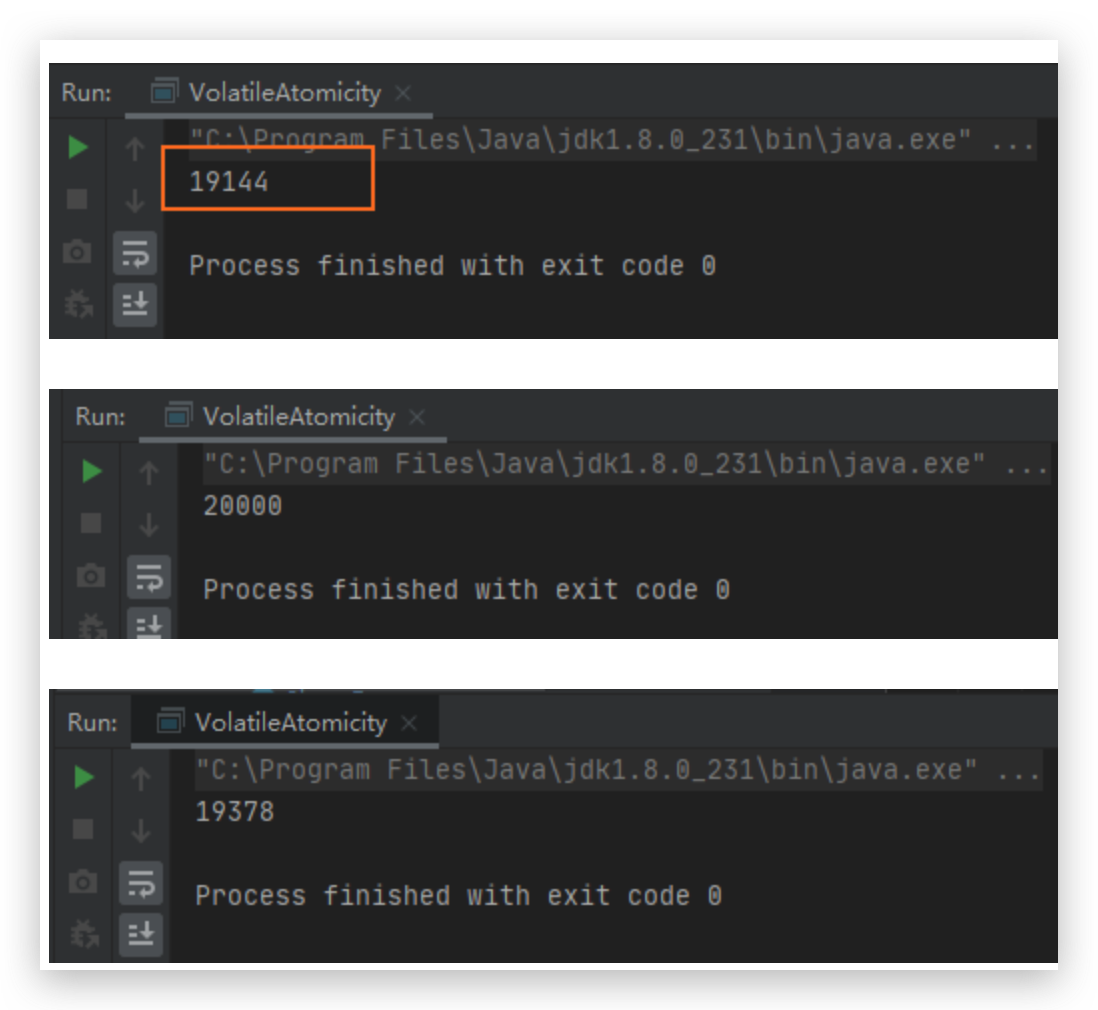 Run: VolatileAtomicity
"C:\Program Files\Java\jdk1.8.0_231\bin\java.exe" ...
19144
Process finished with exit code 0
Run: VolatileAtomicity
"C:\Program Files\Java\jdk1.8.0_231\bin\java.exe" ...
20000
Process finished with exit code 0
Run: VolatileAtomicity
"C:\Program Files\Java\jdk1.8.0_231\bin\java.exe" ...
19378
Process finished with exit code 0